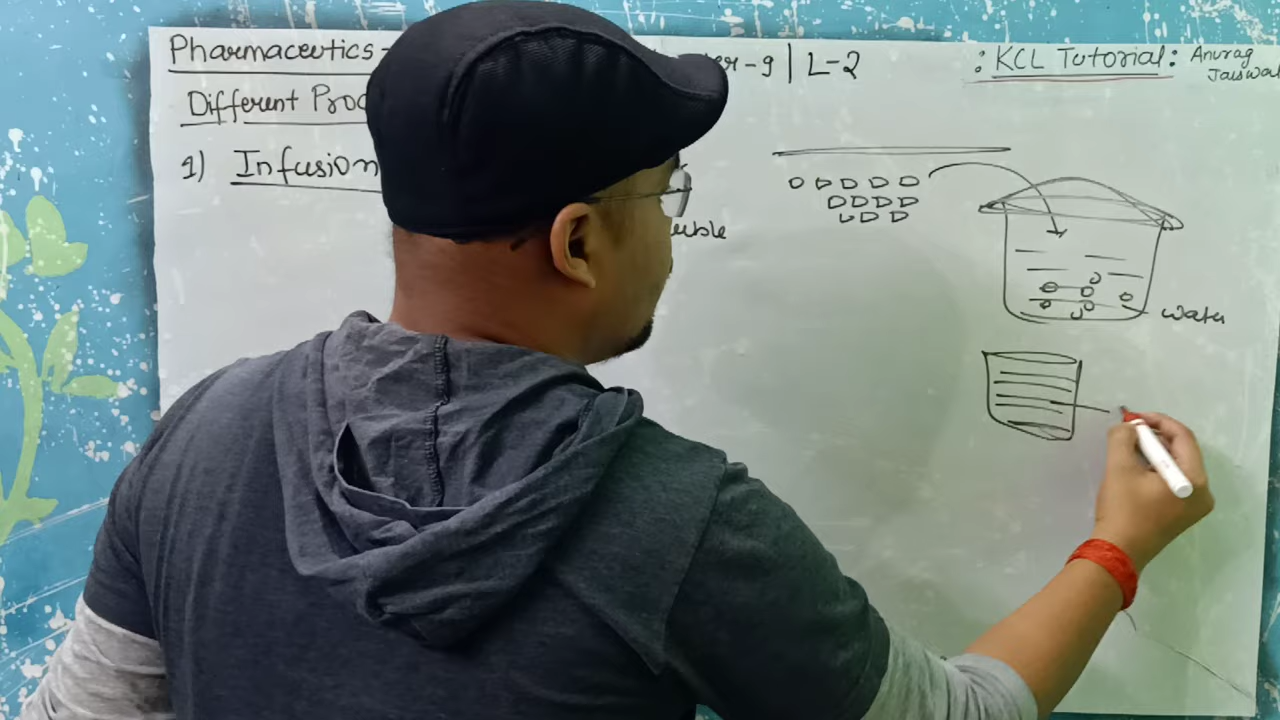 Pharmaceutics - | L-2
: KCL Tutorial : Anurag Jaiswal
Different
1) Infusion
water